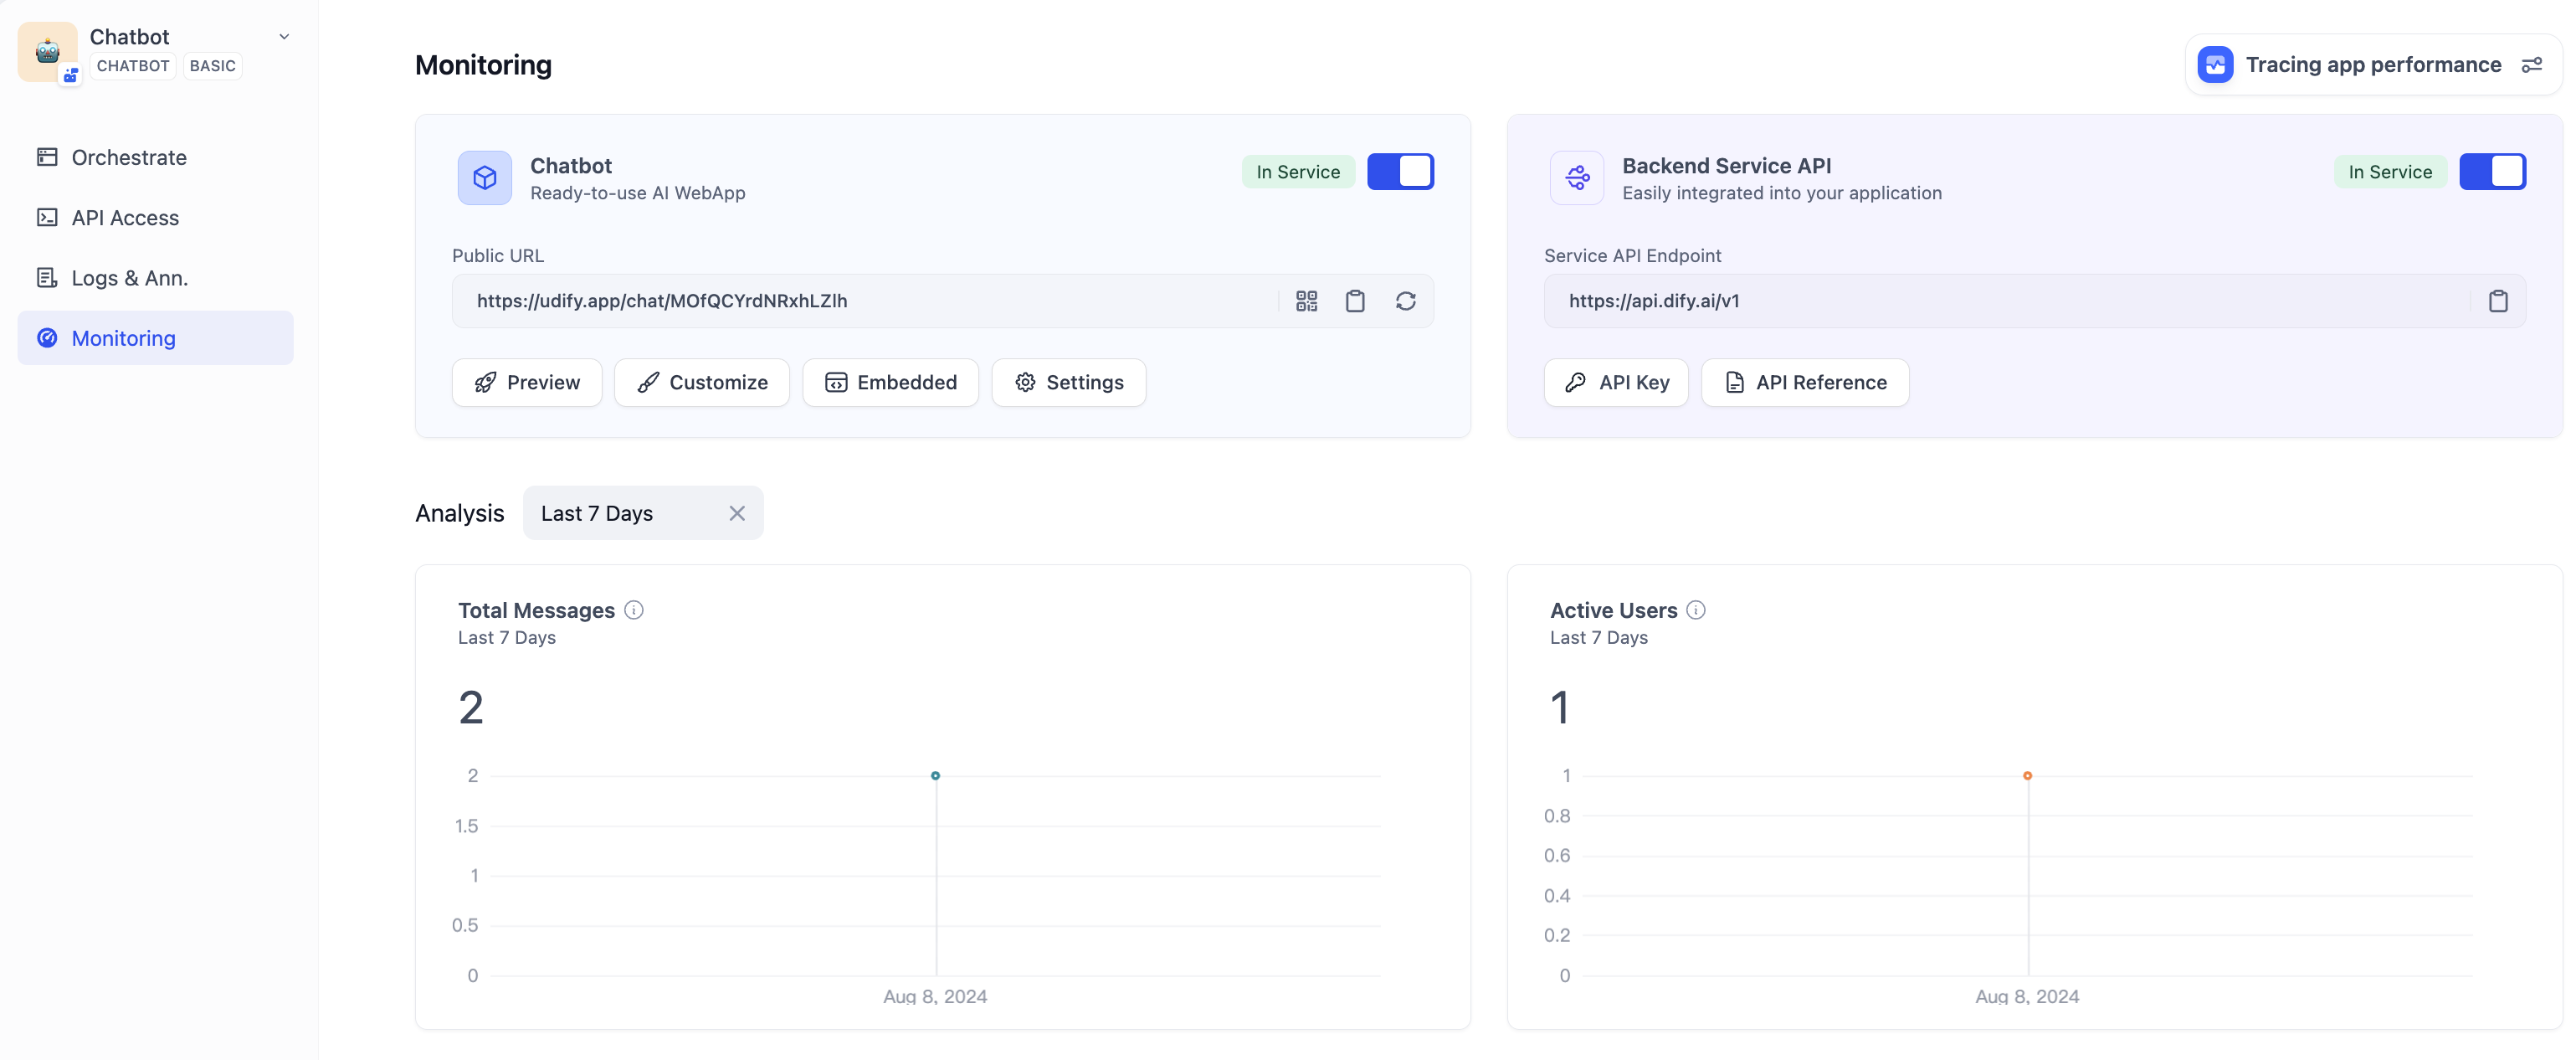 Chatbot
CHATBOT BASIC
Orchestrate
API Access
Logs & Ann.
Monitoring
Monitoring
Tracing app performance
Chatbot
Ready-to-use AI WebApp
In Service
Public URL
https://udify.app/chat/MOfQCYrdNRxhLZlh
Preview Customize Embedded Settings
Backend Service API
Easily integrated into your application
In Service
Service API Endpoint
https://api.dify.ai/v1
API Key API Reference
Analysis Last 7 Days
Total Messages
Last 7 Days
2
2
1.5
1
0.5
0
Aug 8, 2024
Active Users
Last 7 Days
1
1
0.8
0.6
0.4
0.2
0
Aug 8, 2024